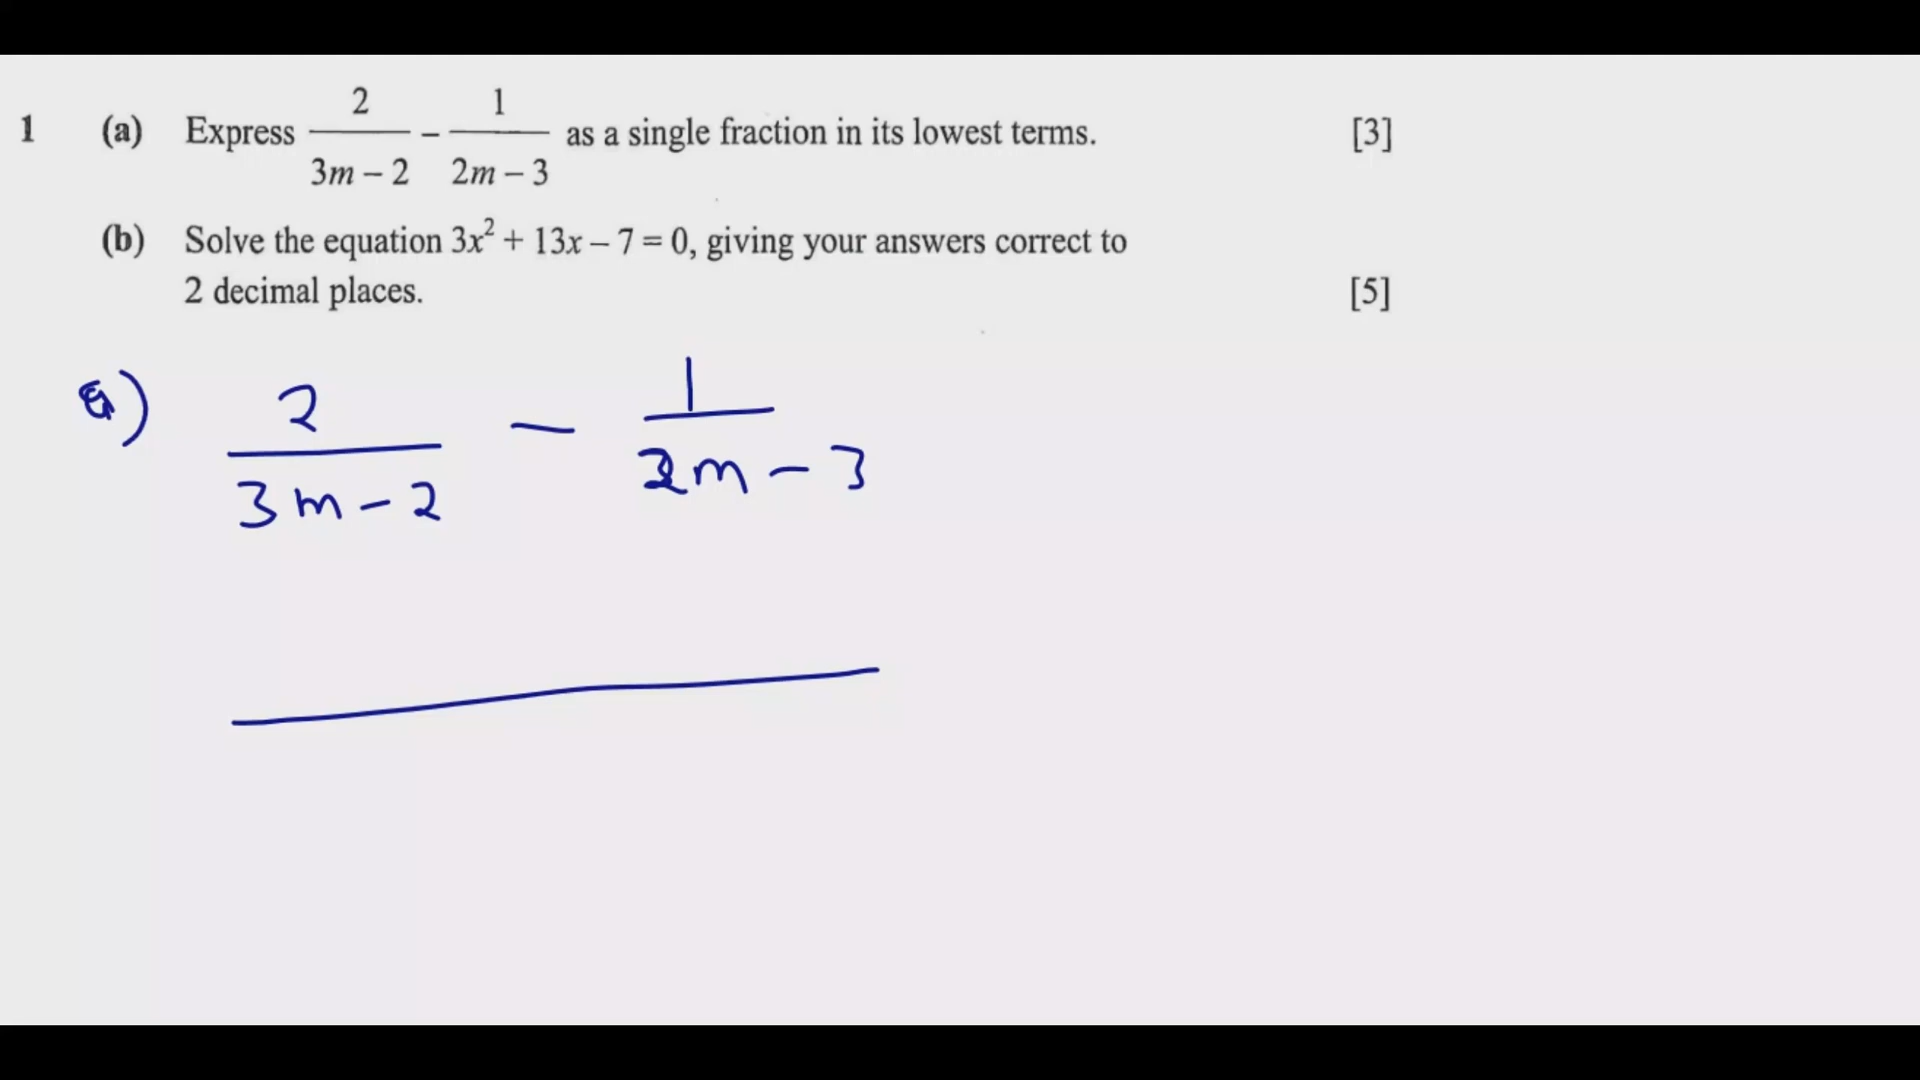 1 (a) Express 2/(3m – 2) – 1/(2m – 3) as a single fraction in its lowest terms. [3]
(b) Solve the equation 3x² + 13x – 7 = 0, giving your answers correct to
2 decimal places. [5]
a) 2/(3m – 2) – 1/(2m – 3)